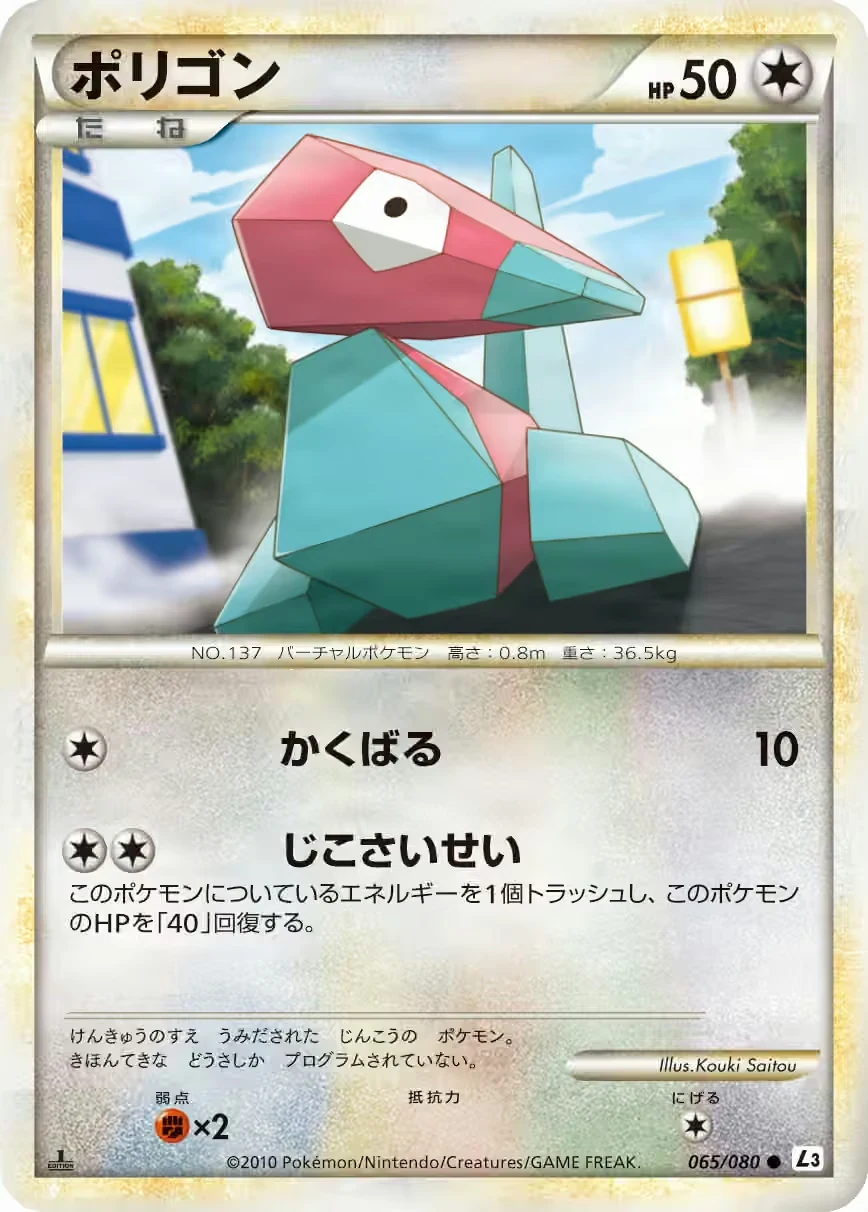 ポリゴン HP50
たね
NO.137 バーチャルポケモン 高さ：0.8m 重さ：36.5kg
かくばる 10
じこさいせい
このポケモンについているエネルギーを1個トラッシュし、このポケモン
のHPを「40」回復する。
けんきゅうのすえ うみだされた じんこうの ポケモン。
きほんてきな どうさしか プログラムされていない。
Illus.Kouki Saitou
弱点 抵抗力 にげる
×2
1 EDITION ©2010 Pokémon/Nintendo/Creatures/GAME FREAK. 065/080 ● L3